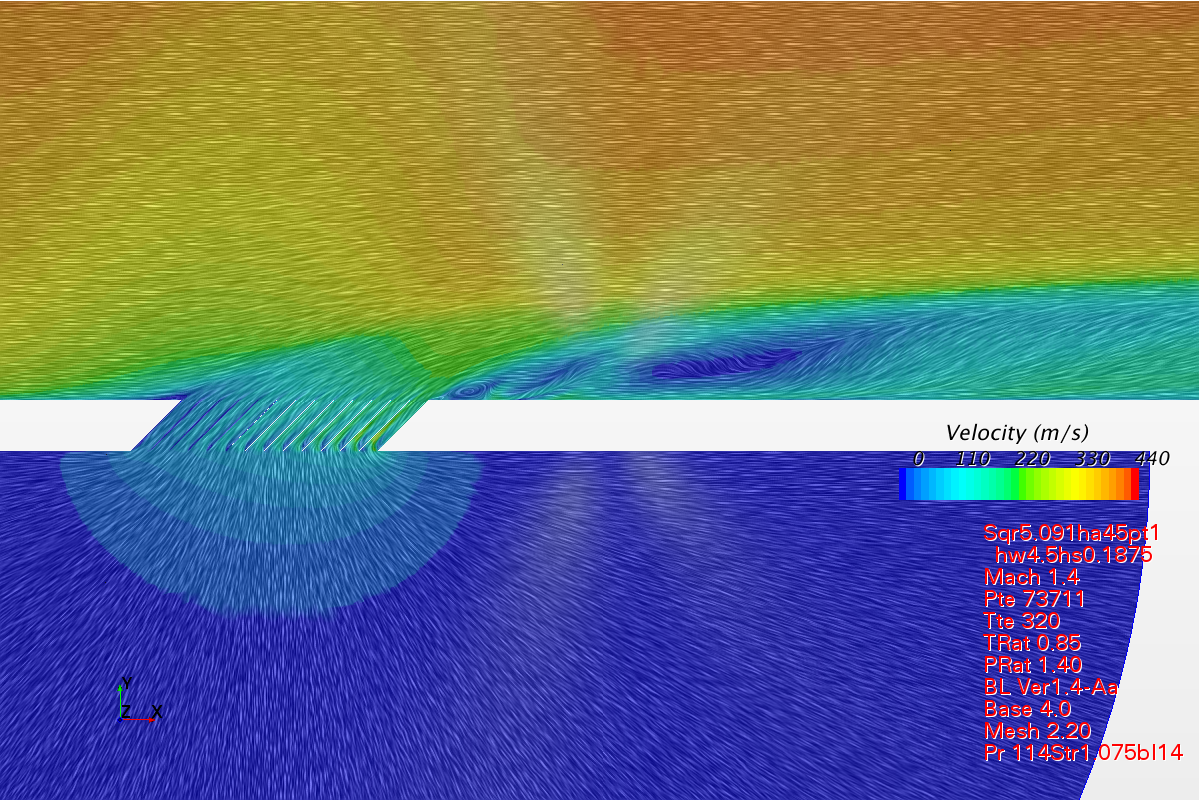 Velocity (m/s)
0 110 220 330 440
Sqr5.091ha45pt1
hw4.5hs0.1875
Mach 1.4
Pte 73711
Tte 320
TRat 0.85
PRat 1.40
BL Ver1.4-Aa
Base 4.0
Mesh 2.20
Pr 114Str1.075bl14
Y
Z X